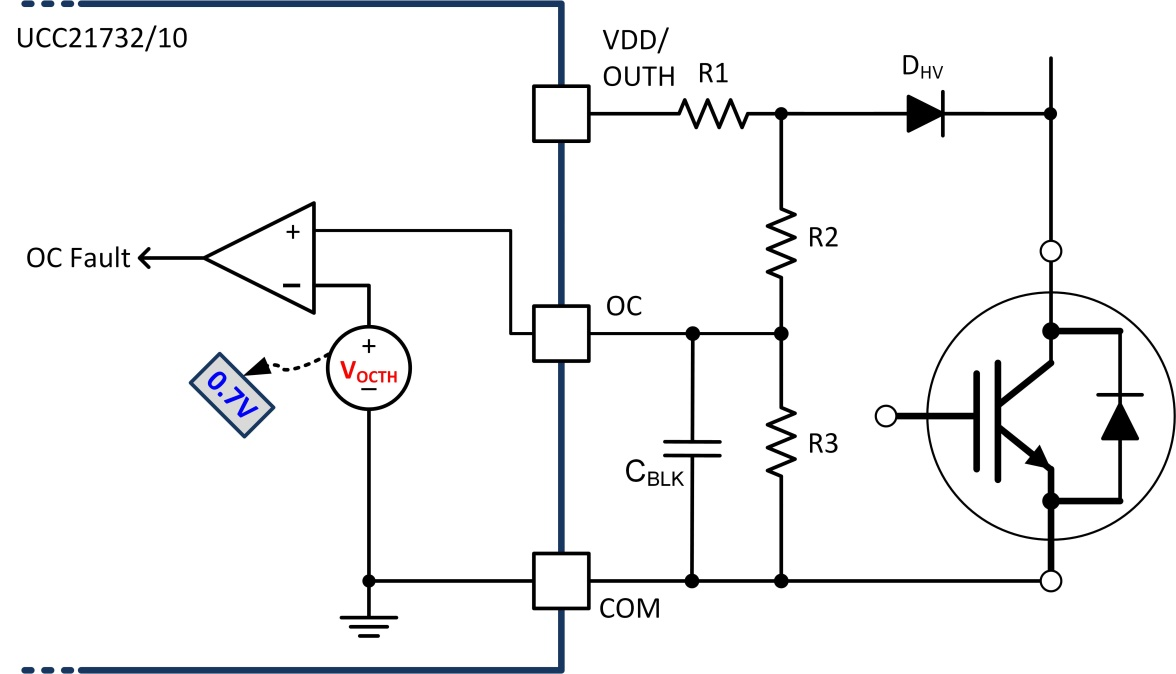 UCC21732/10
VDD/
OUTH
R1
DHV
R2
OC Fault
+
−
OC
+
VOCTH
−
0.7V
R3
CBLK
COM